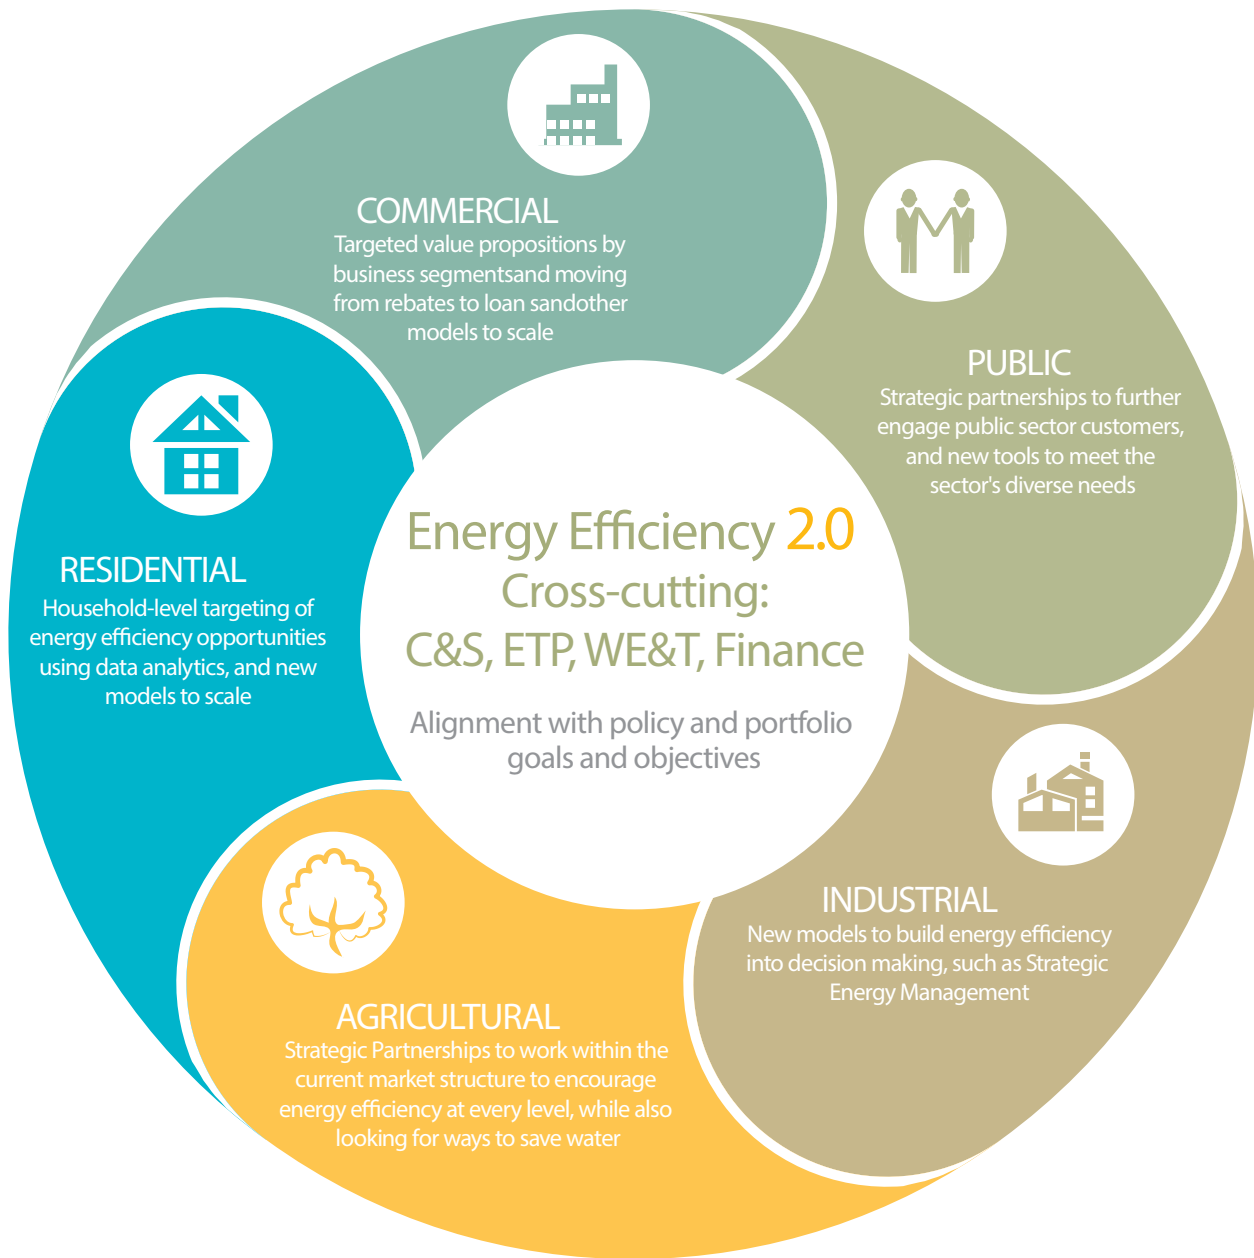 COMMERCIAL
Targeted value propositions by
business segmentsand moving
from rebates to loan sandother
models to scale
PUBLIC
Strategic partnerships to further
engage public sector customers,
and new tools to meet the
sector's diverse needs
RESIDENTIAL
Household-level targeting of
energy efficiency opportunities
using data analytics, and new
models to scale
Energy Efficiency 2.0
Cross-cutting:
C&S, ETP, WE&T, Finance
Alignment with policy and portfolio
goals and objectives
INDUSTRIAL
New models to build energy efficiency
into decision making, such as Strategic
Energy Management
AGRICULTURAL
Strategic Partnerships to work within the
current market structure to encourage
energy efficiency at every level, while also
looking for ways to save water